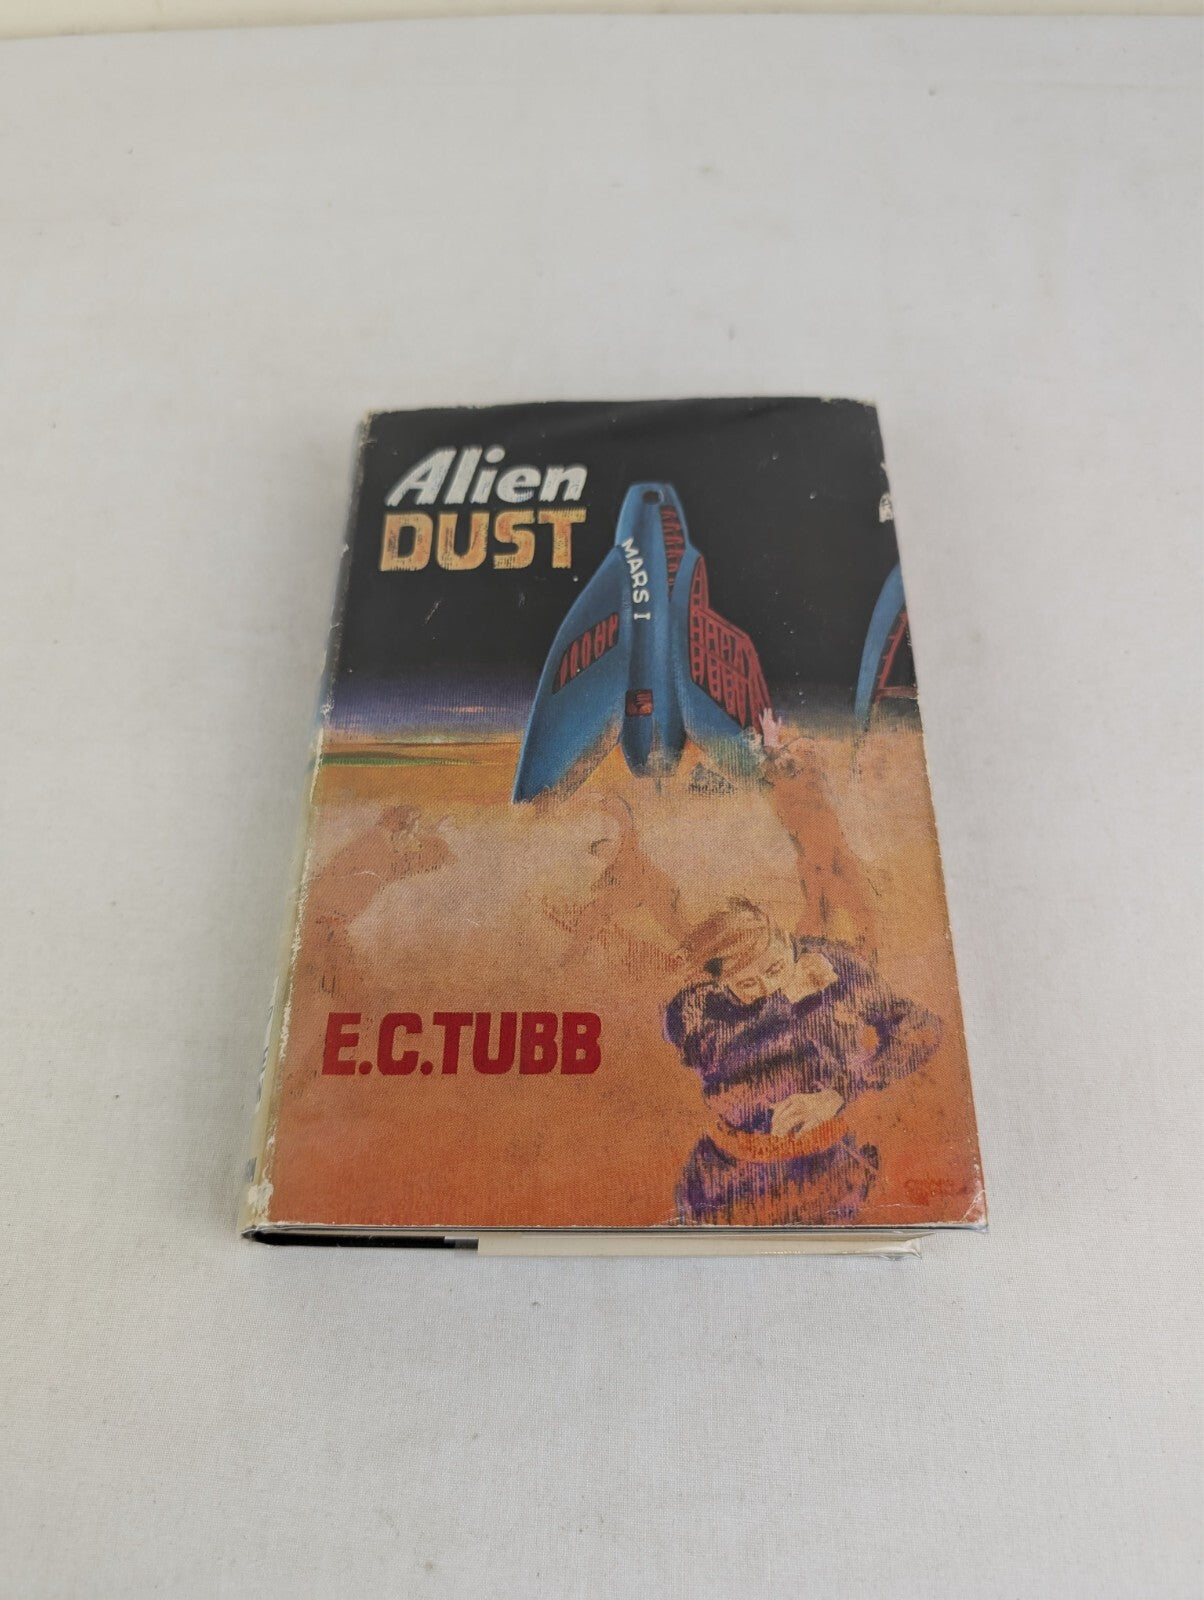 Alien
DUST
MARS I
E.C.TUBB